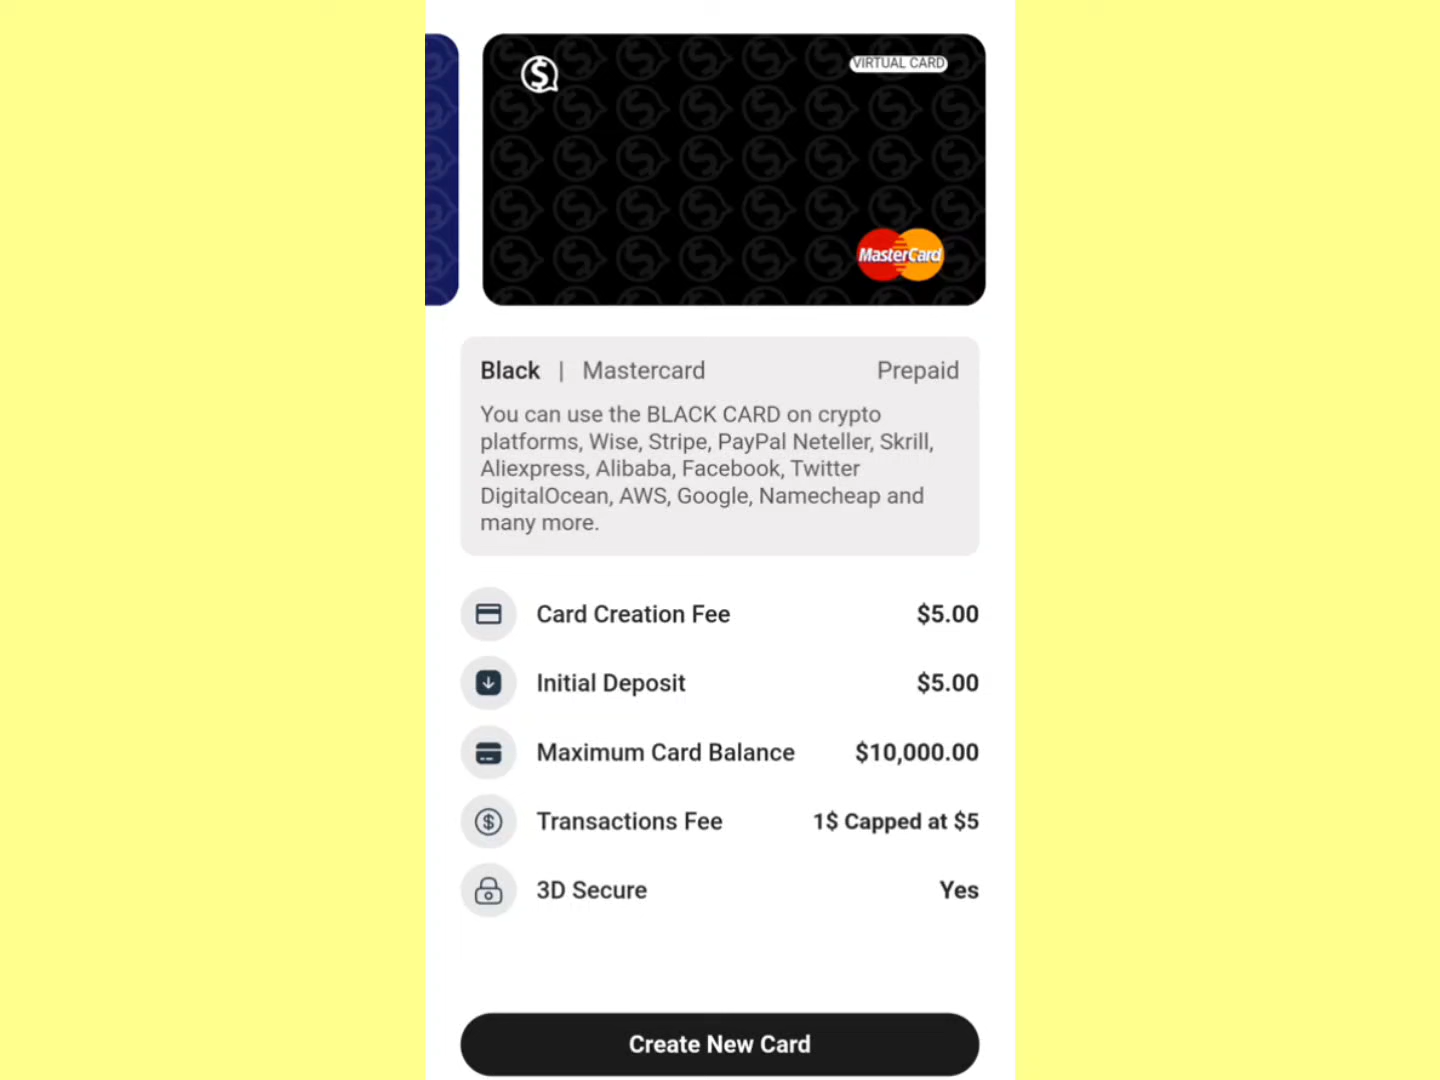 VIRTUAL CARD
MasterCard
Black | Mastercard Prepaid
You can use the BLACK CARD on crypto
platforms, Wise, Stripe, PayPal Neteller, Skrill,
Aliexpress, Alibaba, Facebook, Twitter
DigitalOcean, AWS, Google, Namecheap and
many more.
Card Creation Fee $5.00
Initial Deposit $5.00
Maximum Card Balance $10,000.00
Transactions Fee 1$ Capped at $5
3D Secure Yes
Create New Card